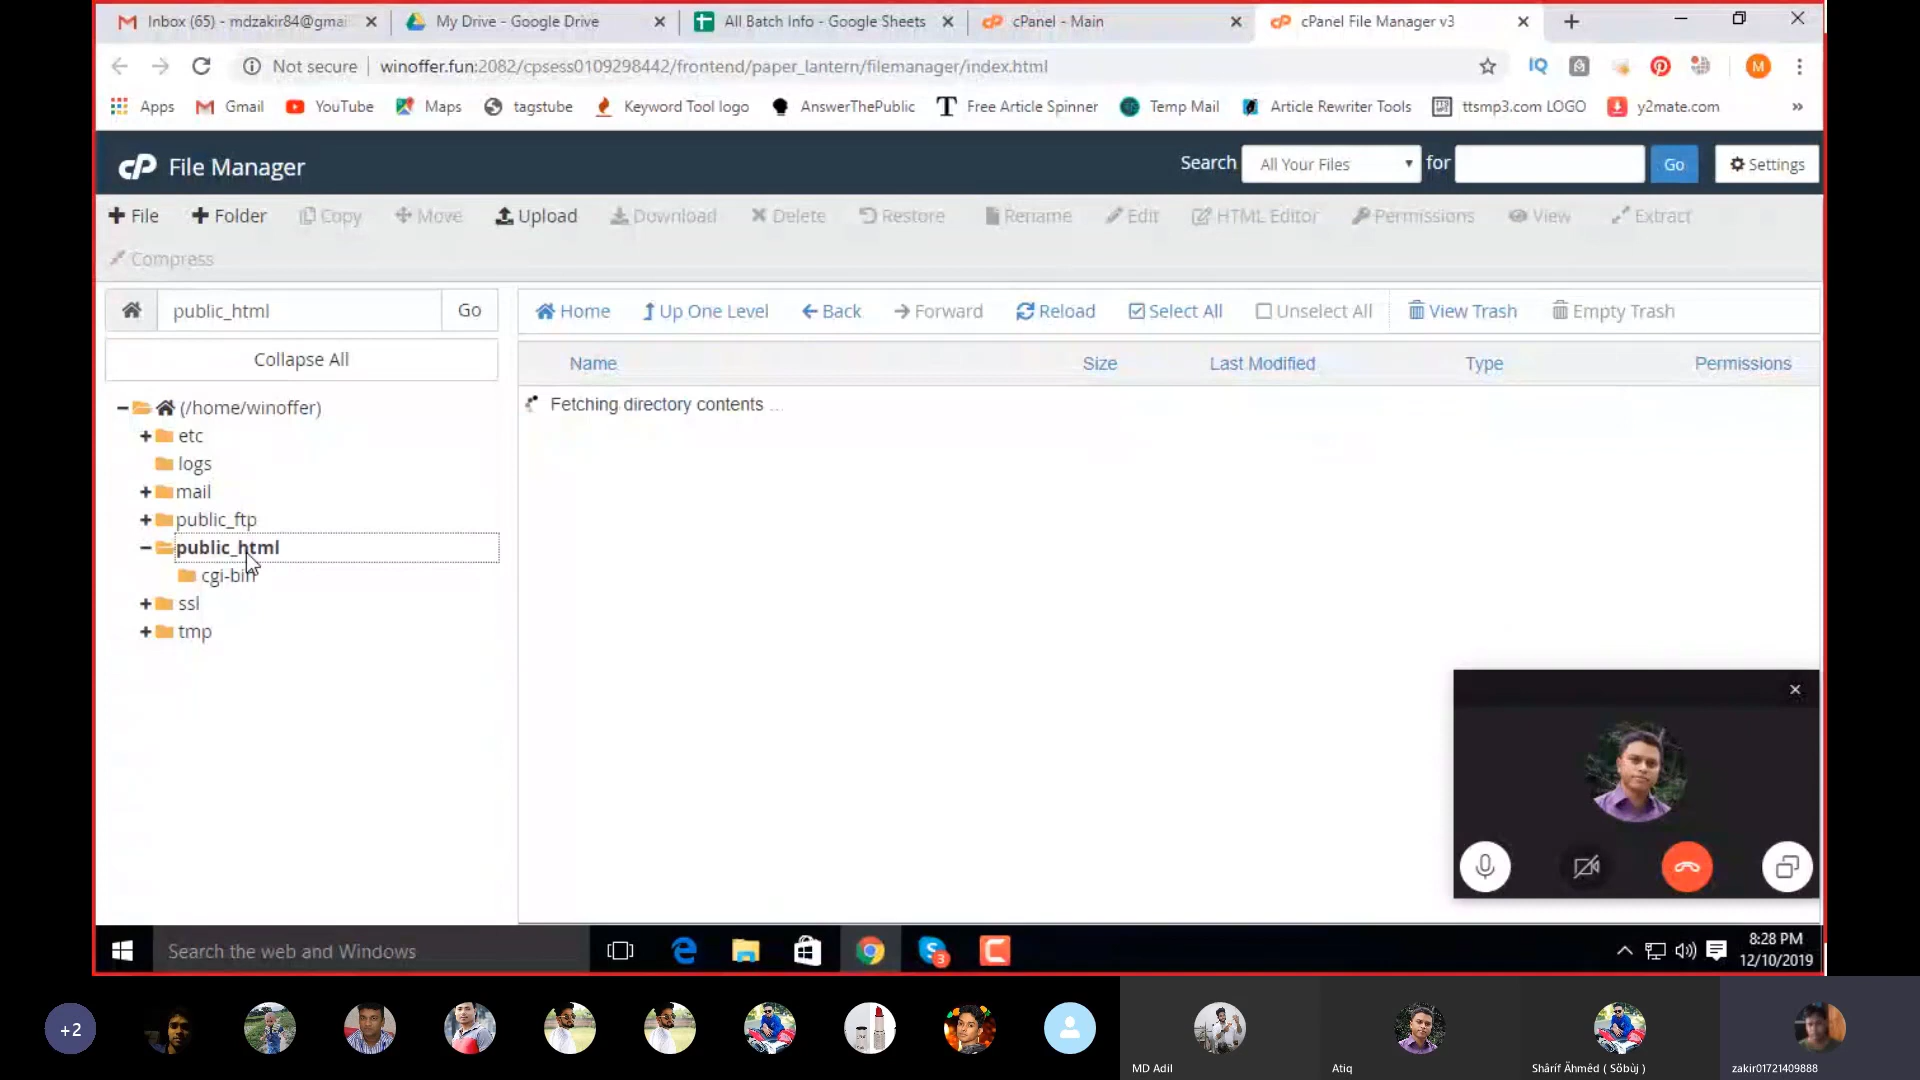 Inbox (65) - mdzakir84@gmai
My Drive - Google Drive
All Batch Info - Google Sheets
cPanel - Main
cPanel File Manager v3
Not secure | winoffer.fun:2082/cpsess0109298442/frontend/paper_lantern/filemanager/index.html
IQ
M
Apps
Gmail
YouTube
Maps
tagstube
Keyword Tool logo
AnswerThePublic
T Free Article Spinner
Temp Mail
Article Rewriter Tools
ttsmp3.com LOGO
y2mate.com
»
cP File Manager
Search All Your Files for Go Settings
+ File
+ Folder
Copy
Move
Upload
Download
Delete
Restore
Rename
Edit
HTML Editor
Permissions
View
Extract
Compress
public_html Go
Home
Up One Level
Back
Forward
Reload
Select All
Unselect All
View Trash
Empty Trash
Collapse All
Name Size Last Modified Type Permissions
Fetching directory contents ...
(/home/winoffer)
etc
logs
mail
public_ftp
public_html
cgi-bin
ssl
tmp
Search the web and Windows
3
8:28 PM
12/10/2019
+2
MD Adil
Atiq
Shâríf Ãhmêd ( Sõbùj )
zakir01721409888